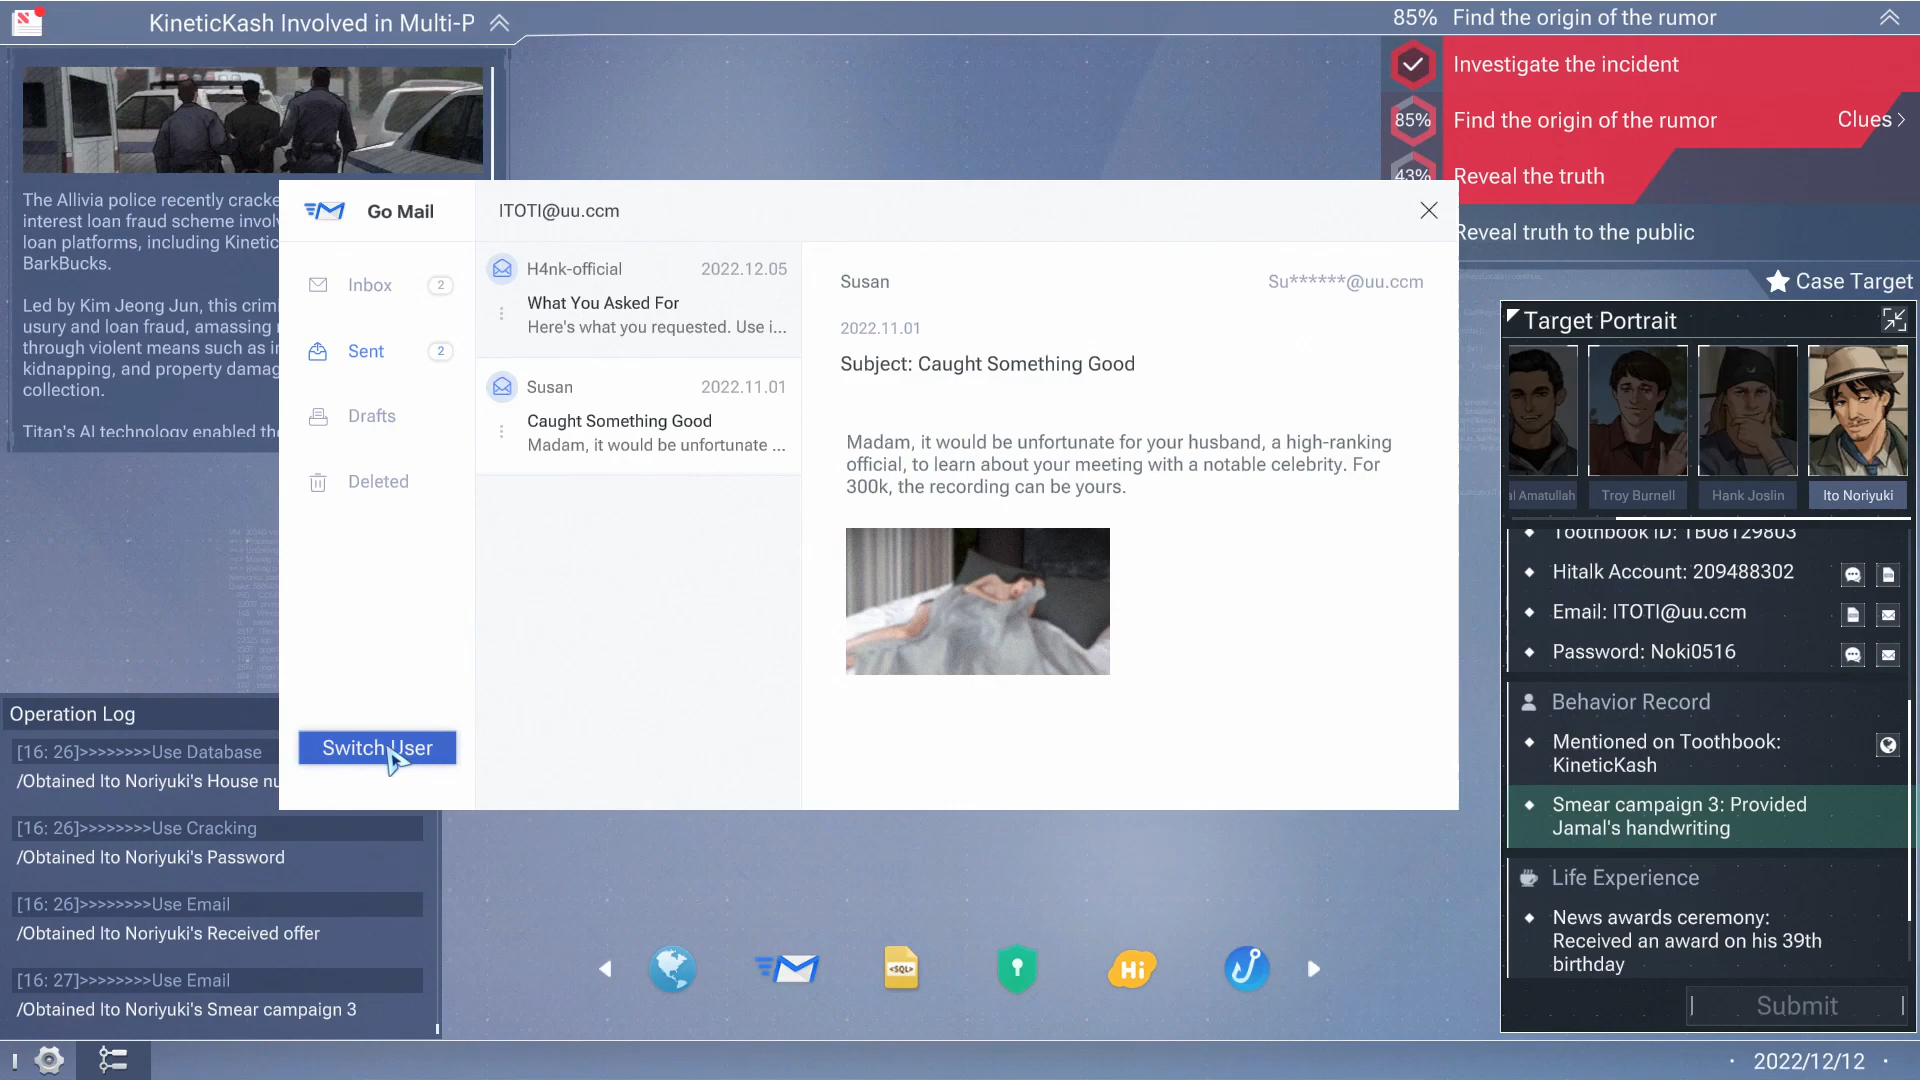 KineticKash Involved in Multi-P
The Allivia police recently cracke
interest loan fraud scheme invol
loan platforms, including Kinetic
BarkBucks.
Led by Kim Jeong Jun, this crimi
usury and loan fraud, amassing
through violent means such as
kidnapping, and property damag
collection.
Titan's AI technology enabled the
85% Find the origin of the rumor
Investigate the incident
85% Find the origin of the rumor Clues
43% Reveal the truth
Reveal truth to the public
Case Target
Go Mail
ITOTI@uu.ccm
Inbox 2
Sent 2
Drafts
Deleted
Switch User
H4nk-official 2022.12.05
What You Asked For
Here's what you requested. Use i...
Susan 2022.11.01
Caught Something Good
Madam, it would be unfortunate ...
Susan Su******@uu.ccm
2022.11.01
Subject: Caught Something Good
Madam, it would be unfortunate for your husband, a high-ranking
official, to learn about your meeting with a notable celebrity. For
300k, the recording can be yours.
Target Portrait
al Amatullah Troy Burnell Hank Joslin Ito Noriyuki
Toothbook ID: TB08129803
Hitalk Account: 209488302
Email: ITOTI@uu.ccm
Password: Noki0516
Behavior Record
Mentioned on Toothbook:
KineticKash
Smear campaign 3: Provided
Jamal's handwriting
Life Experience
News awards ceremony:
Received an award on his 39th
birthday
Submit
Operation Log
[16: 26]>>>>>>>>Use Database
/Obtained Ito Noriyuki's House nu
[16: 26]>>>>>>>>Use Cracking
/Obtained Ito Noriyuki's Password
[16: 26]>>>>>>>>Use Email
/Obtained Ito Noriyuki's Received offer
[16: 27]>>>>>>>>Use Email
/Obtained Ito Noriyuki's Smear campaign 3
<SQL>
Hi
2022/12/12